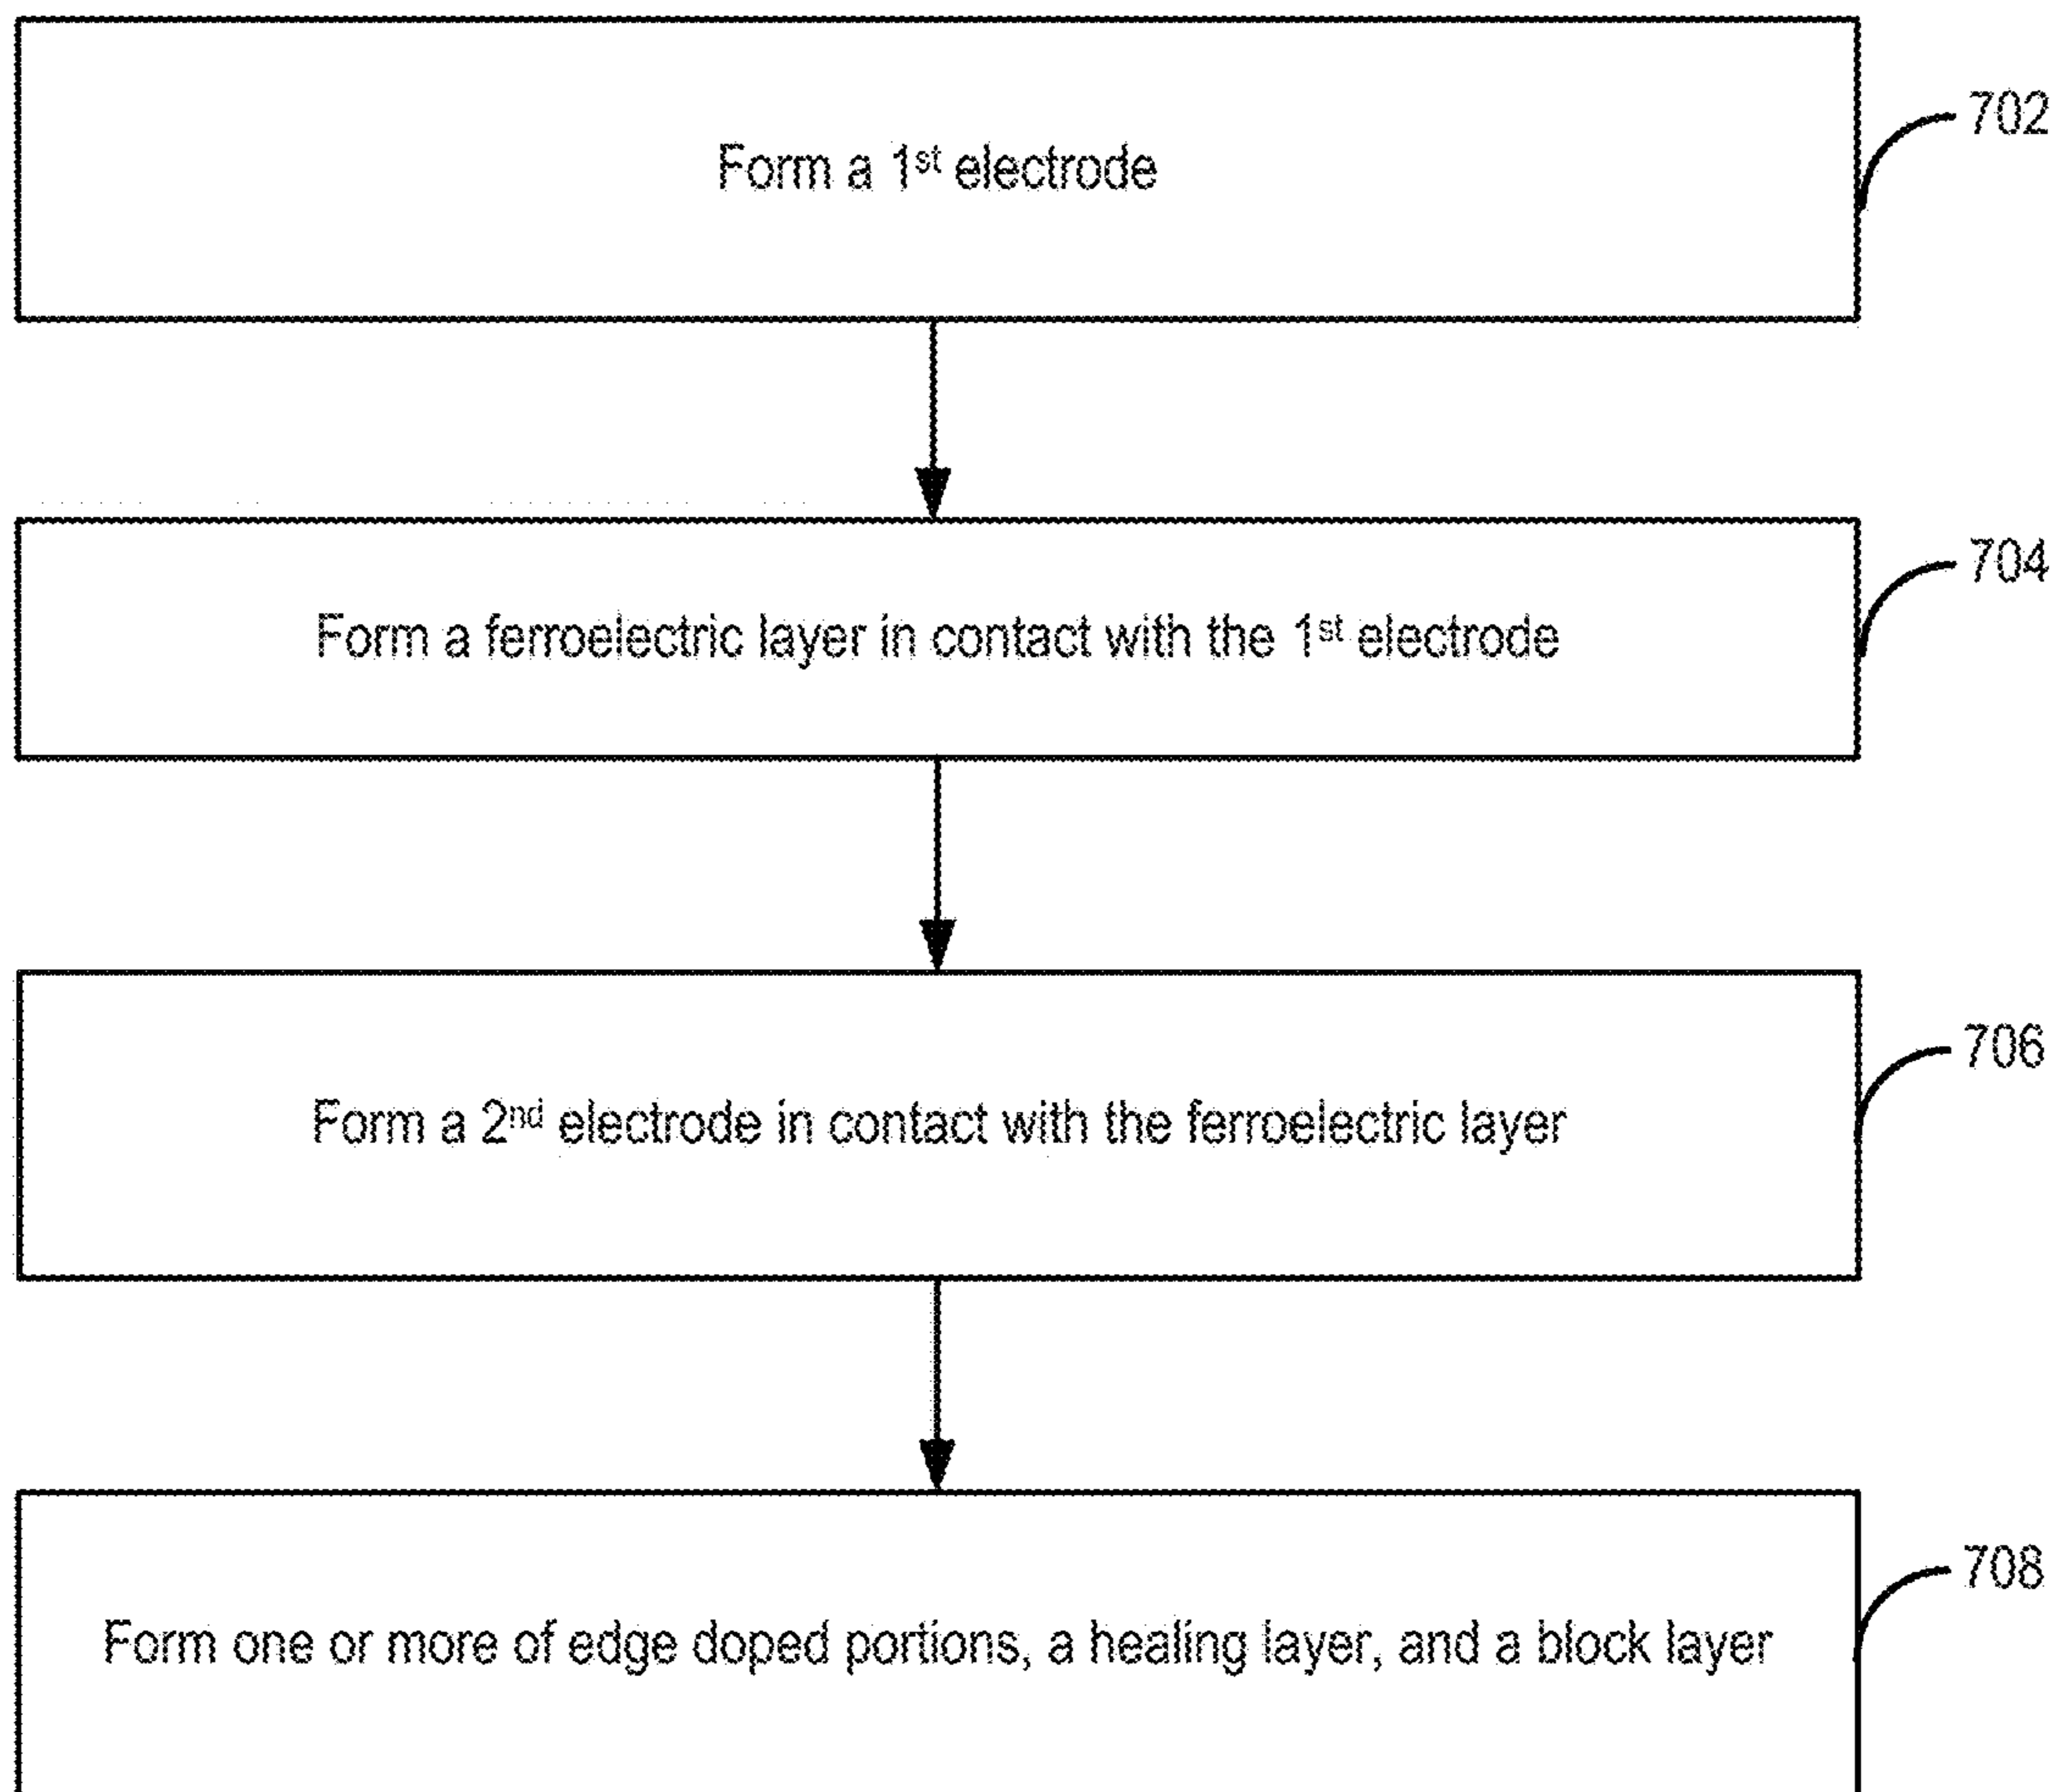 Form a 1st electrode
702
Form a ferroelectric layer in contact with the 1st electrode
704
Form a 2nd electrode in contact with the ferroelectric layer
706
Form one or more of edge doped portions, a healing layer, and a block layer
708